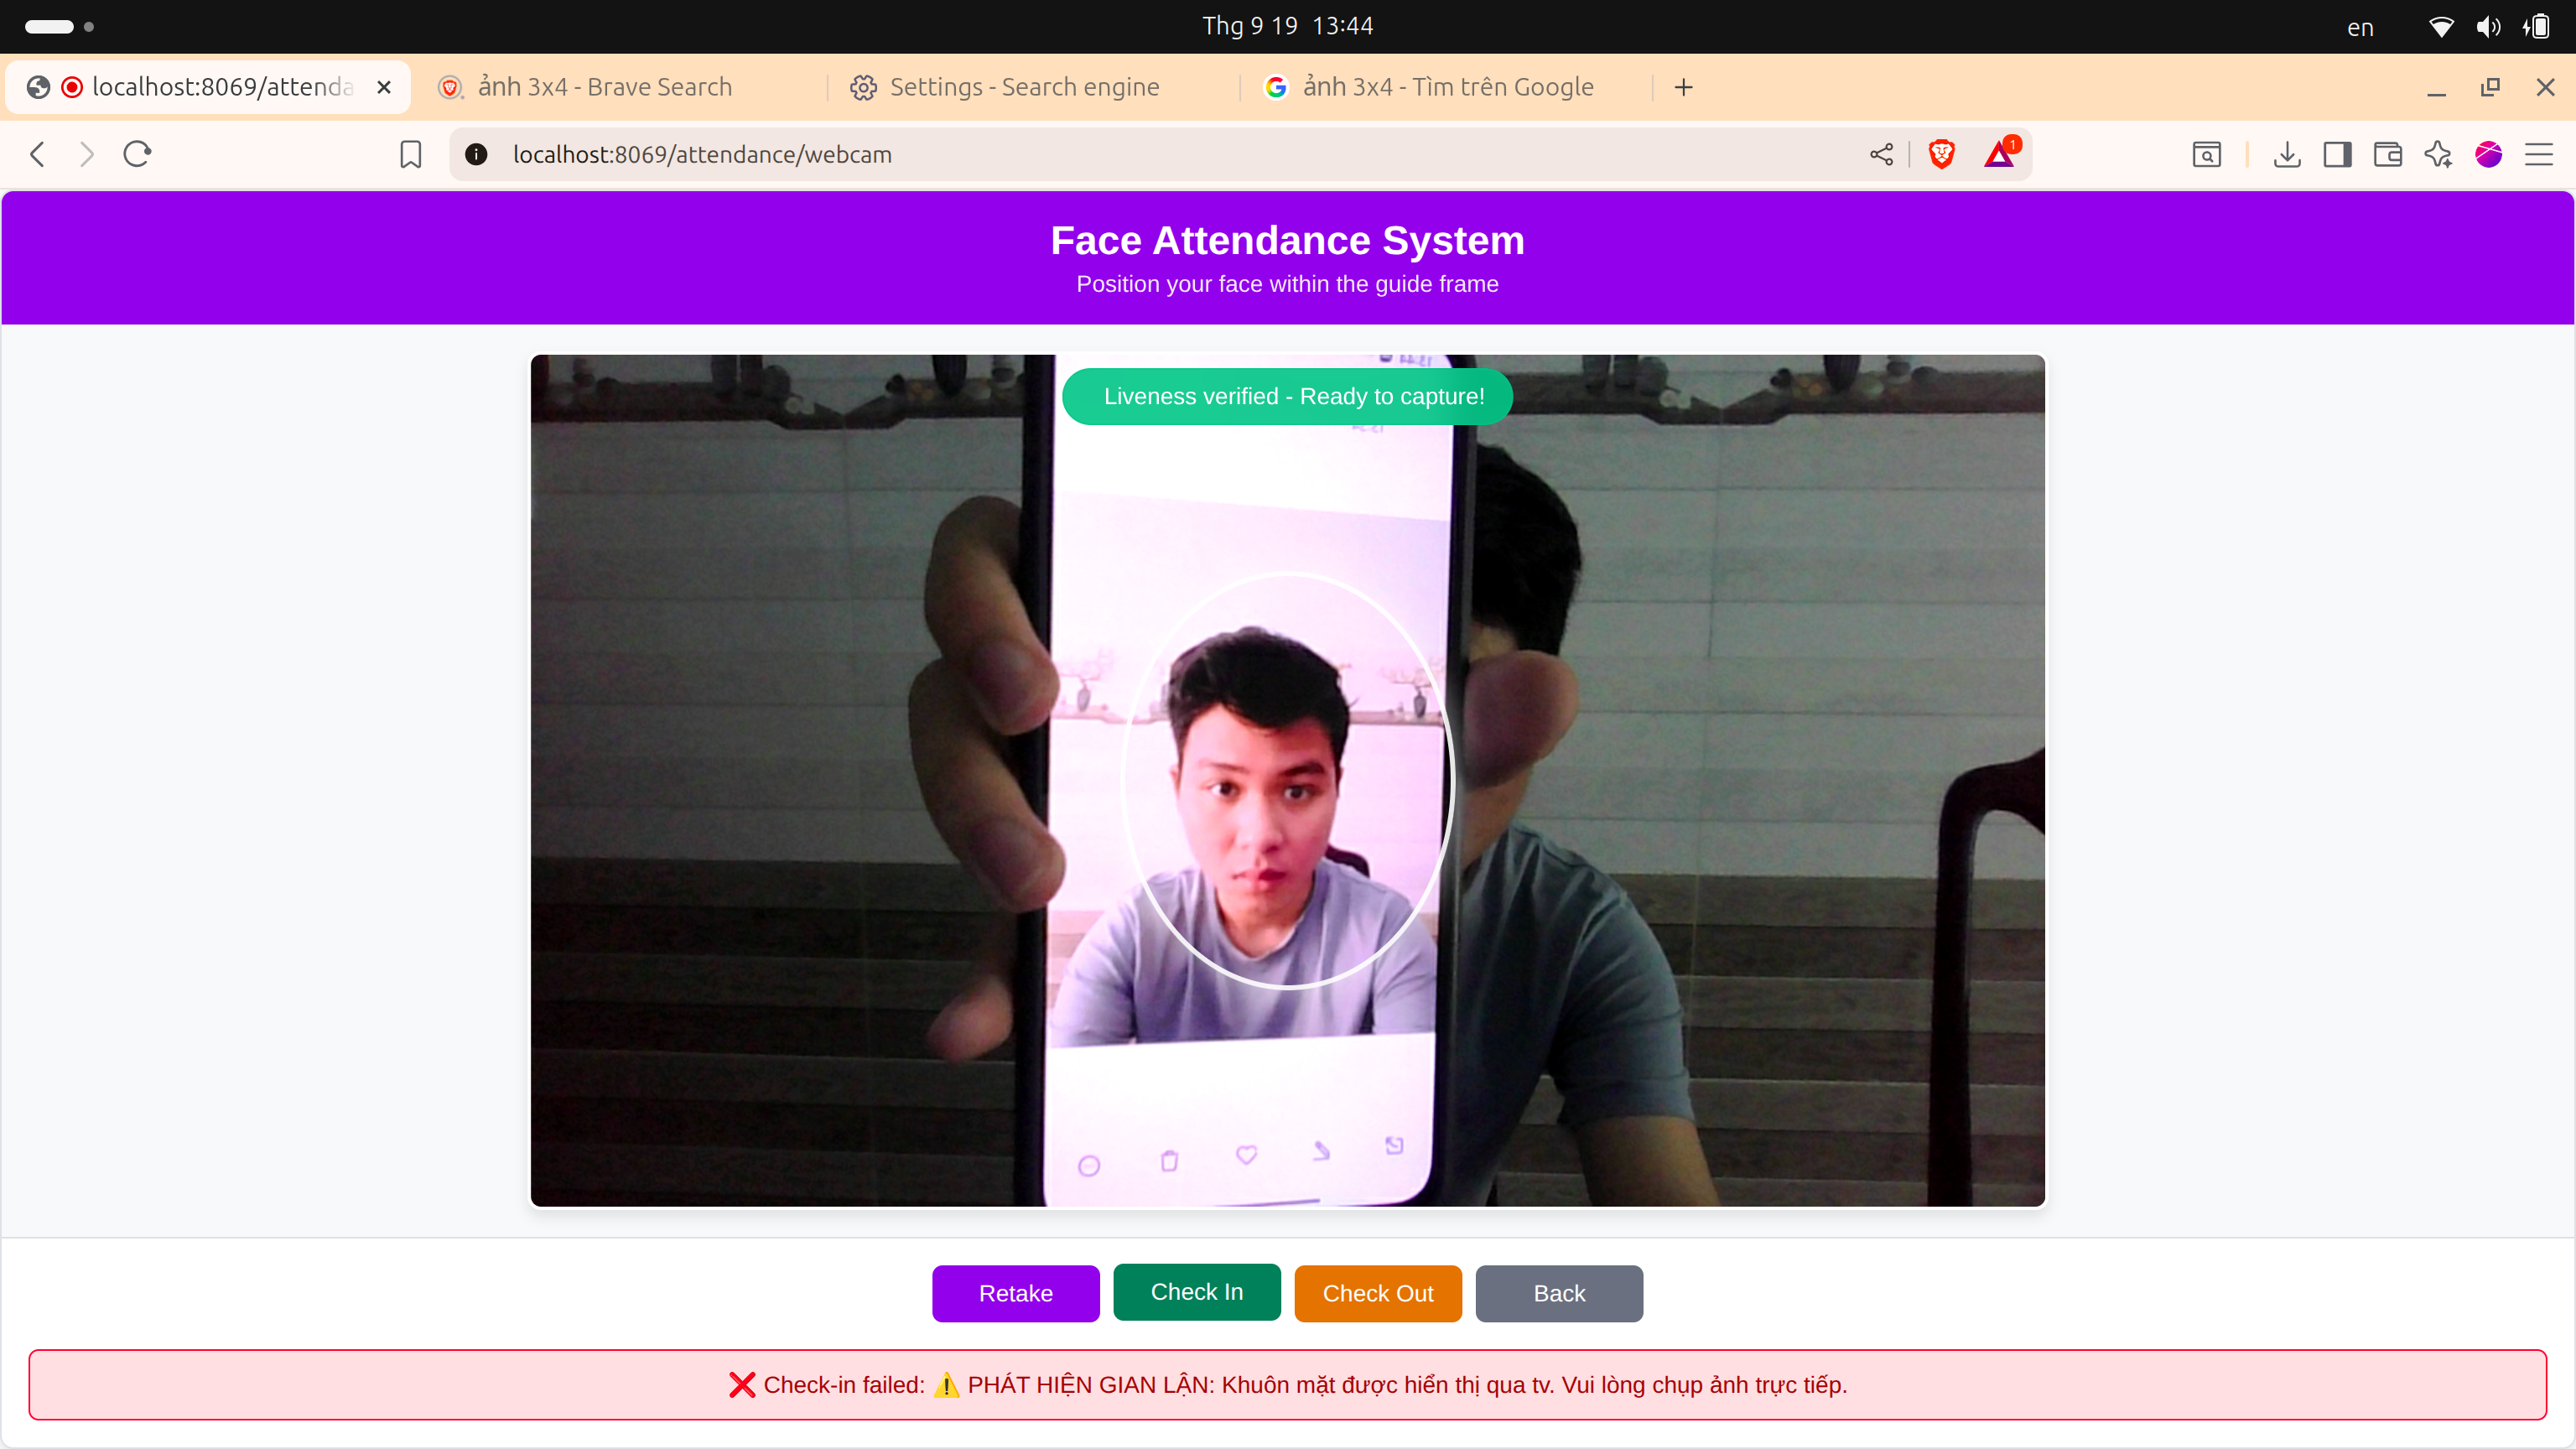 Thg 9 19 13:44
en
localhost:8069/attenda
ảnh 3x4 - Brave Search
Settings - Search engine
ảnh 3x4 - Tìm trên Google
localhost:8069/attendance/webcam
1
Face Attendance System
Position your face within the guide frame
Liveness verified - Ready to capture!
Retake
Check In
Check Out
Back
❌ Check-in failed: ⚠️ PHÁT HIỆN GIAN LẬN: Khuôn mặt được hiển thị qua tv. Vui lòng chụp ảnh trực tiếp.